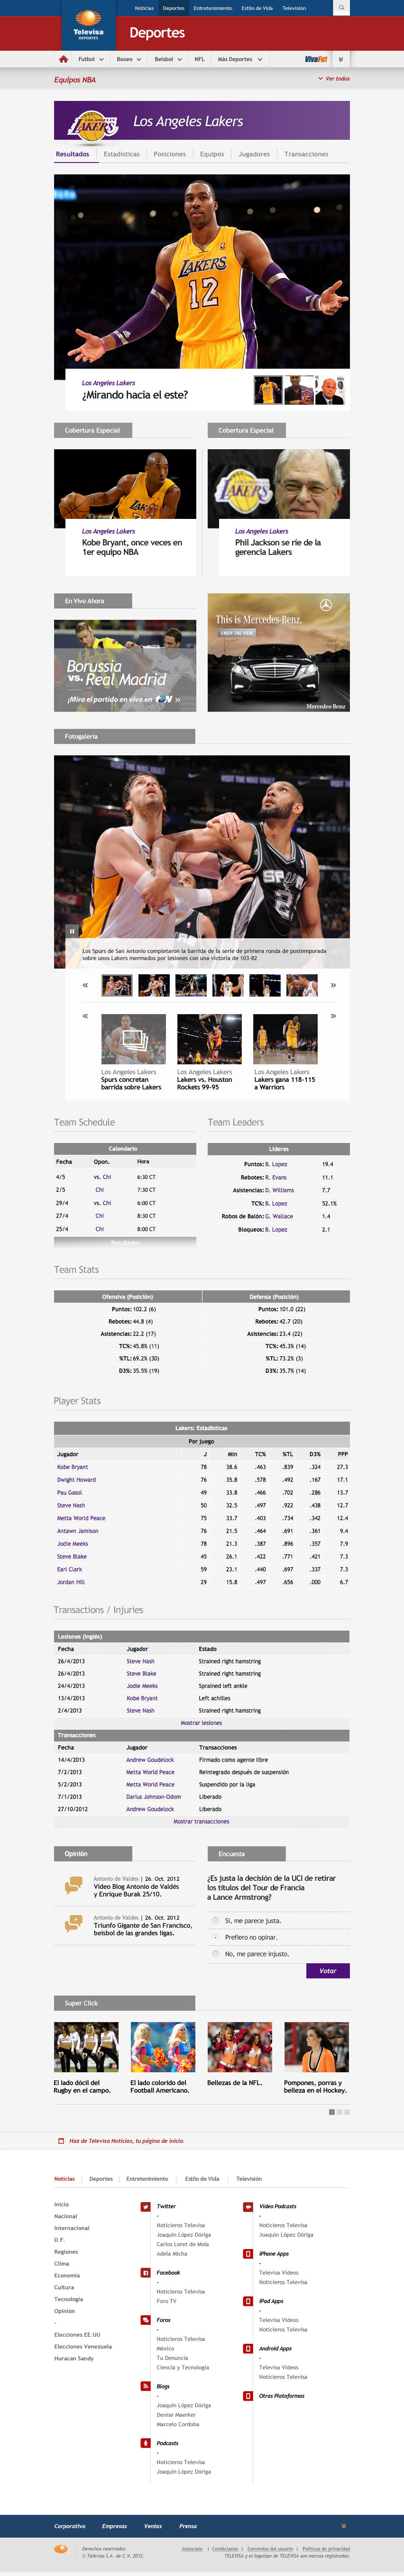 Noticias Deportes Entretenimiento Estilo de Vida Televisión
Televisa
DEPORTES
Deportes
Futbol Boxeo Beisbol NFL Más Deportes VivoFut
Equipos NBA Ver todos
LAKERS Los Angeles Lakers
Resultados Estadísticas Posiciones Equipos Jugadores Transacciones
LAKERS
12
Los Angeles Lakers
¿Mirando hacia el este?
Cobertura Especial Cobertura Especial
Los Angeles Lakers
Kobe Bryant, once veces en
1er equipo NBA
Los Angeles Lakers
Phil Jackson se ríe de la
gerencia Lakers
En Vivo Ahora
Borussia
vs. Real Madrid
¡Mira el partido en vivo en tdn »
This is Mercedes-Benz.
ENJOY THE VIEW
Mercedes-Benz
Fotogalería
Los Spurs de San Antonio completaron la barrida de la serie de primera ronda de postemporada
sobre unos Lakers mermados por lesiones con una victoria de 103-82
Los Angeles Lakers
Spurs concretan
barrida sobre Lakers
Los Angeles Lakers
Lakers vs. Houston
Rockets 99-95
Los Angeles Lakers
Lakers gana 118-115
a Warriors
Team Schedule
Calendario
Fecha Opon. Hora
4/5 vs. Chi 6:30 CT
2/5 Chi 7:30 CT
29/4 vs. Chi 6:00 CT
27/4 Chi 8:30 CT
25/4 Chi 8:00 CT
Resultados
Team Leaders
Líderes
Puntos: B. Lopez 19.4
Rebotes: R. Evans 11.1
Asistencias: D. Williams 7.7
TC%: B. Lopez 52.1%
Robos de Balón: G. Wallace 1.4
Bloqueos: B. Lopez 2.1
Team Stats
Ofensiva (Posición) Defensa (Posición)
Puntos: 102.2 (6) Puntos: 101.0 (22)
Rebotes: 44.8 (4) Rebotes: 42.7 (20)
Asistencias: 22.2 (17) Asistencias: 23.4 (22)
TC%: 45.8% (11) TC%: 45.3% (14)
%TL: 69.2% (30) %TL: 73.2% (3)
D3%: 35.5% (19) D3%: 35.7% (14)
Player Stats
Lakers: Estadísticas
Por juego
Jugador J Min TC% %TL D3% PPP
Kobe Bryant 78 38.6 .463 .839 .324 27.3
Dwight Howard 76 35.8 .578 .492 .167 17.1
Pau Gasol 49 33.8 .466 .702 .286 13.7
Steve Nash 50 32.5 .497 .922 .438 12.7
Metta World Peace 75 33.7 .403 .734 .342 12.4
Antawn Jamison 76 21.5 .464 .691 .361 9.4
Jodie Meeks 78 21.3 .387 .896 .357 7.9
Steve Blake 45 26.1 .422 .771 .421 7.3
Earl Clark 59 23.1 .440 .697 .337 7.3
Jordan Hill 29 15.8 .497 .656 .000 6.7
Transactions / Injuries
Lesiones (Inglés)
Fecha Jugador Estado
26/4/2013 Steve Nash Strained right hamstring
26/4/2013 Steve Blake Strained right hamstring
24/4/2013 Jodie Meeks Sprained left ankle
13/4/2013 Kobe Bryant Left achilles
2/4/2013 Steve Nash Strained right hamstring
Mostrar lesiones
Transacciones
Fecha Jugador Transacciones
14/4/2013 Andrew Goudelock Firmado como agente libre
7/2/2013 Metta World Peace Reintegrado después de suspensión
5/2/2013 Metta World Peace Suspendido por la liga
7/1/2013 Darius Johnson-Odom Liberado
27/10/2012 Andrew Goudelock Liberado
Mostrar transacciones
Opinión
Antonio de Valdes | 26. Oct. 2012
Video Blog Antonio de Valdés
y Enrique Burak 25/10.
Antonio de Valdes | 26. Oct. 2012
Triunfo Gigante de San Francisco,
beisbol de las grandes ligas.
Encuesta
¿Es justa la decisión de la UCI de retirar
los títulos del Tour de Francia
a Lance Armstrong?
Si, me parece justa.
Prefiero no opinar.
No, me parece injusto.
Votar
Super Click
El lado dócil del
Rugby en el campo.
El lado colorido del
Football Americano.
Bellezas de la NFL.
Pompones, porras y
belleza en el Hockey.
Haz de Televisa Noticias, tu página de inicio.
Noticias Deportes Entretenimiento Estilo de Vida Televisión
Inicio
Nacional
Internacional
D.F.
Regiones
Clima
Economía
Cultura
Tecnología
Opinión
-
Elecciones EE.UU
Elecciones Venezuela
Huracan Sandy
Twitter
-
Noticieros Televisa
Joaquín López Dóriga
Carlos Loret de Mola
Adela Micha
Facebook
-
Noticieros Televisa
Foro TV
Foros
-
Noticieros Televisa
México
Tu Denuncia
Ciencia y Tecnología
Blogs
-
Joaquín López Dóriga
Denise Maerker
Marcelo Cordoba
Podcasts
-
Noticieros Televisa
Joaquín López Dóriga
Video Podcasts
-
Noticieros Televisa
Joaquín López Dóriga
iPhone Apps
-
Televisa Videos
Noticieros Televisa
iPad Apps
-
Televisa Videos
Noticieros Televisa
Android Apps
-
Televisa Videos
Noticieros Televisa
Otras Plataformas
Corporativo Empresas Ventas Prensa
Derechos reservados
© Televisa S.A. de C.V. 2012.
Anúnciate | Contáctanos | Convenios del usuario | Políticas de privacidad
TELEVISA y el logotipo de TELEVISA son marcas registradas.